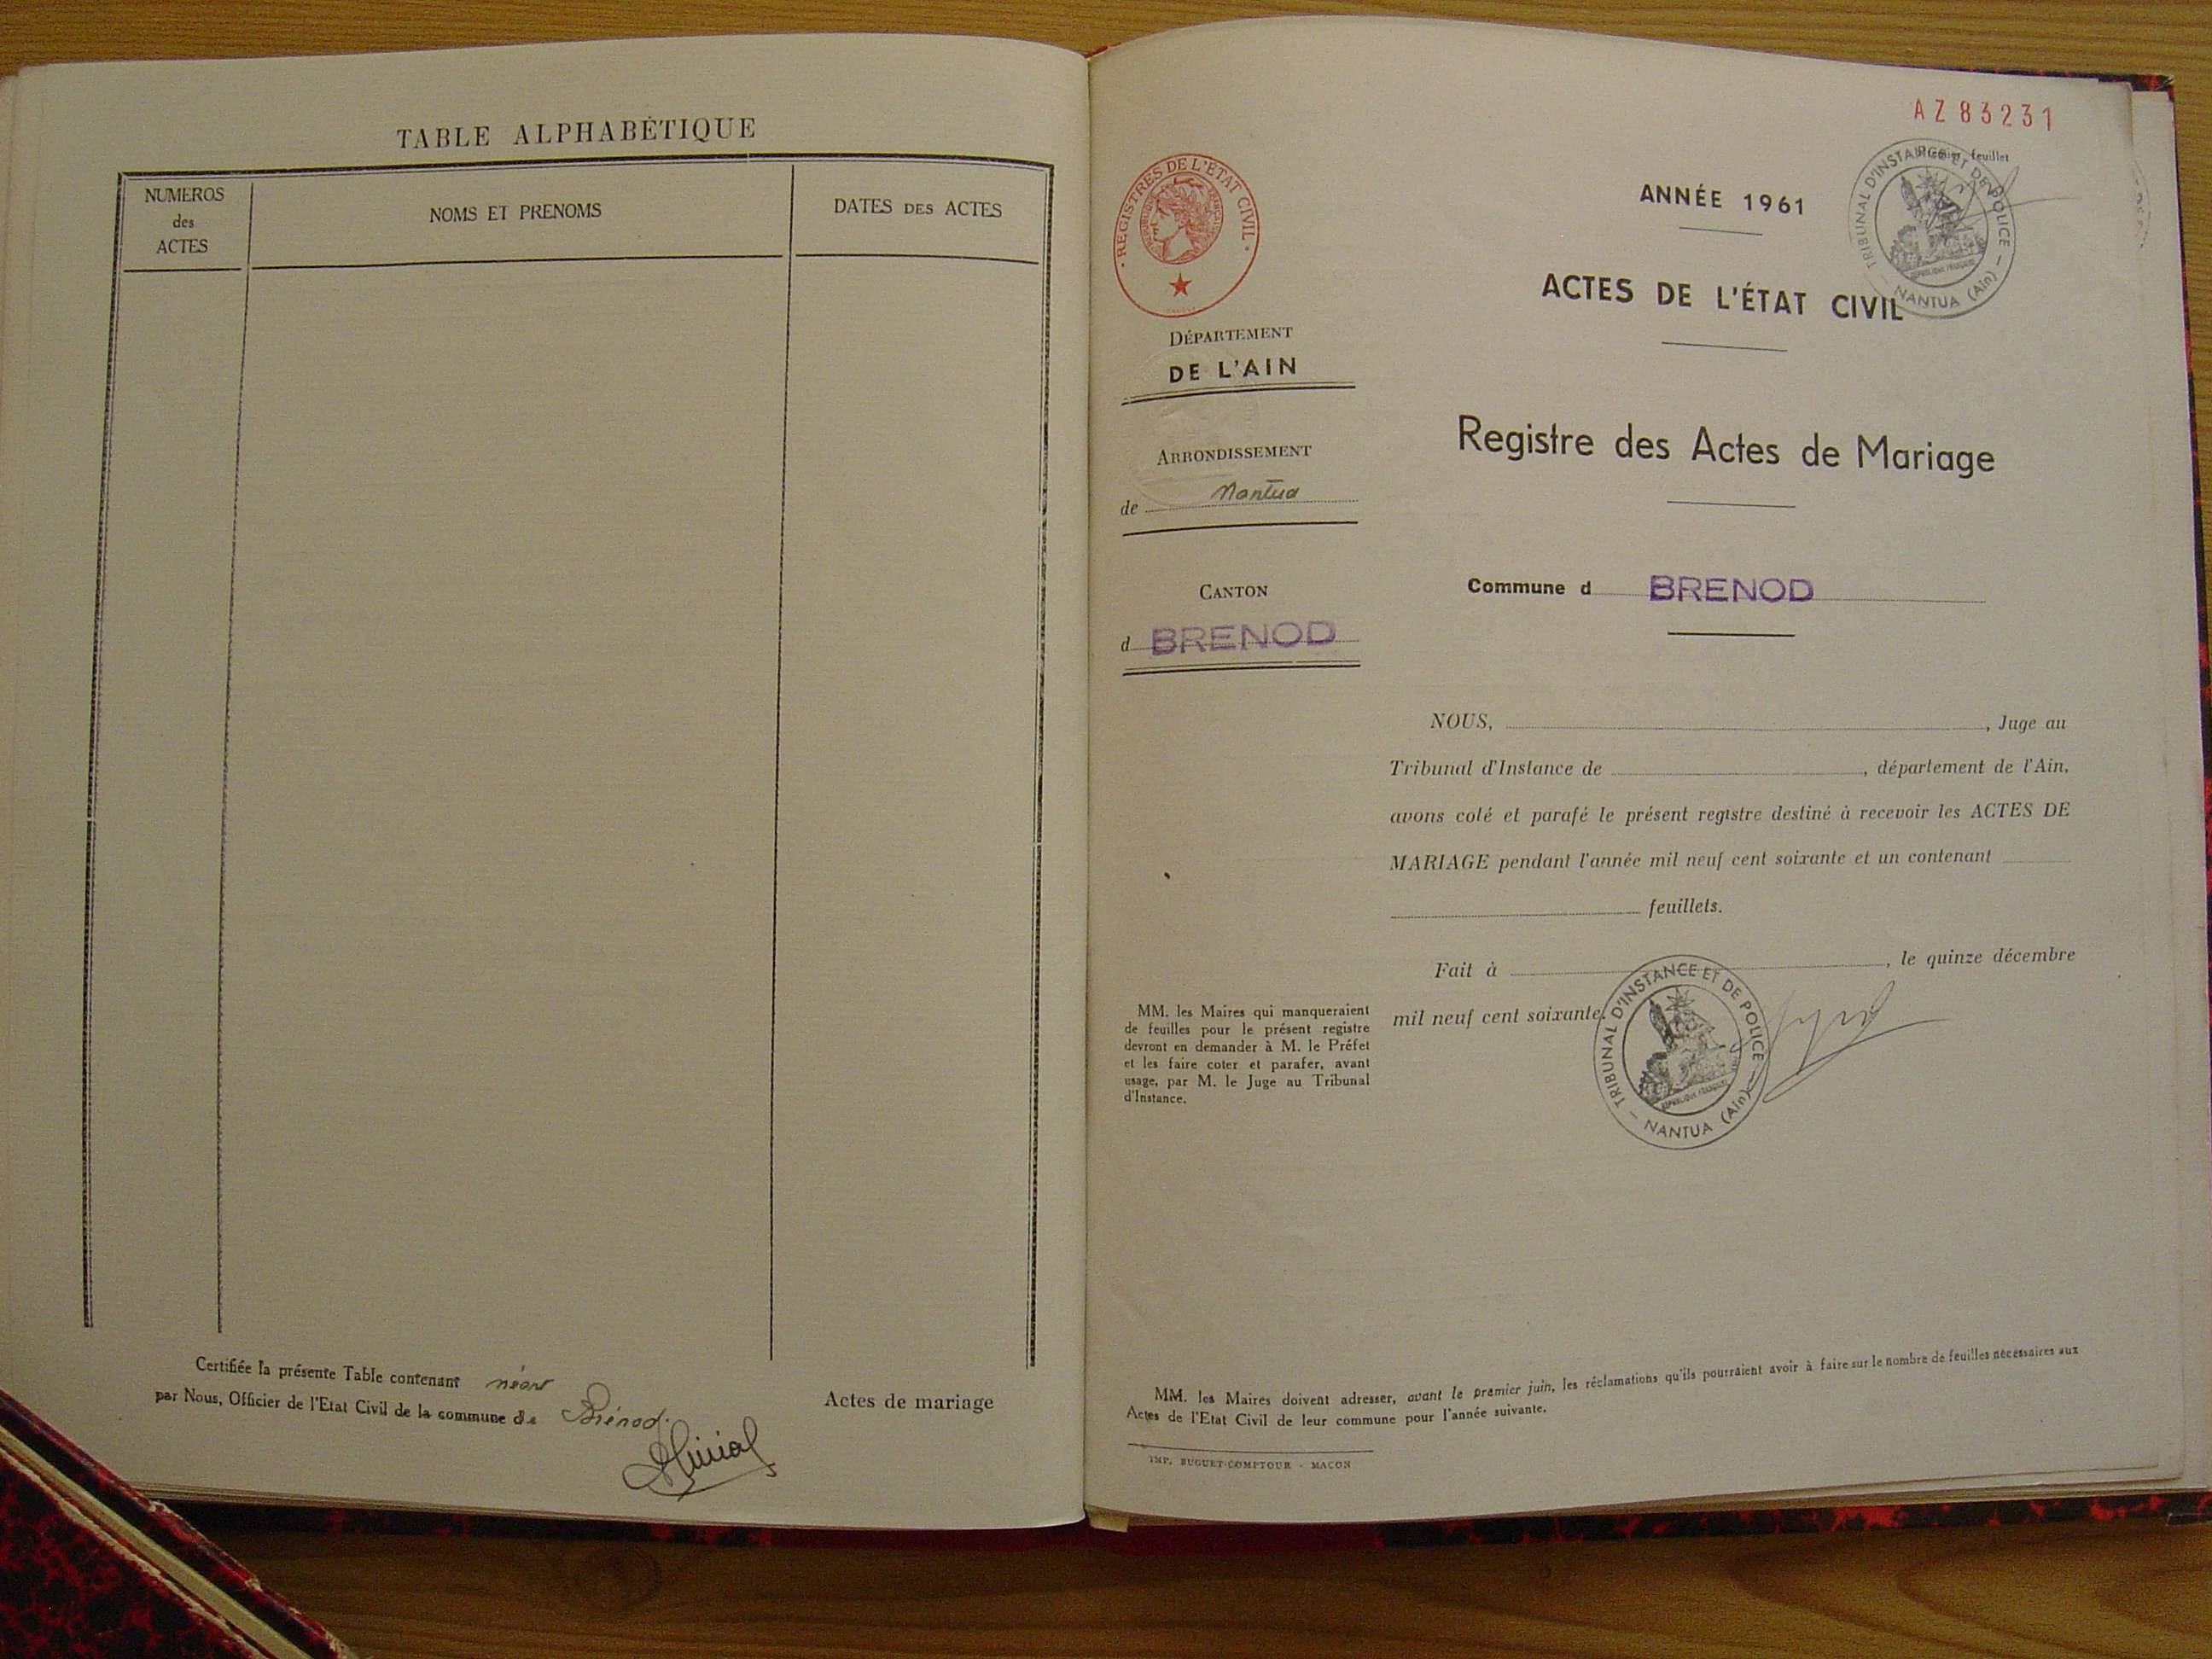 TABLE ALPHABÉTIQUE
NUMEROS
des
ACTES
NOMS ET PRENOMS
DATES DES ACTES
Certifiée la présente Table contenant néant
par Nous, Officier de l'Etat Civil de la commune de Brénod.
Actes de mariage
AZ83231
Premier feuillet
TRIBUNAL D'INSTANCE ET DE POLICE
RÉPUBLIQUE FRANÇAISE
NANTUA (Ain)
REGISTRES DE L'ÉTAT CIVIL
ANNÉE 1961
ACTES DE L'ÉTAT CIVIL
DÉPARTEMENT
DE L'AIN
Registre des Actes de Mariage
ARRONDISSEMENT
de Nantua
CANTON
d BRENOD
Commune d BRENOD
NOUS, , Juge au
Tribunal d'Instance de , département de l'Ain,
avons coté et parafé le présent registre destiné à recevoir les ACTES DE
MARIAGE pendant l'année mil neuf cent soixante et un contenant
feuillets.
Fait à , le quinze décembre
mil neuf cent soixante.
TRIBUNAL D'INSTANCE ET DE POLICE
RÉPUBLIQUE FRANÇAISE
NANTUA (Ain)
MM. les Maires qui manqueraient
de feuilles pour le présent registre
devront en demander à M. le Préfet
et les faire coter et parafer, avant
usage, par M. le Juge au Tribunal
d'Instance.
MM. les Maires doivent adresser, avant le premier juin, les réclamations qu'ils pourraient avoir à faire sur le nombre de feuilles nécessaires aux
Actes de l'Etat Civil de leur commune pour l'année suivante.
IMP. BUGUET-COMPTOUR - MACON